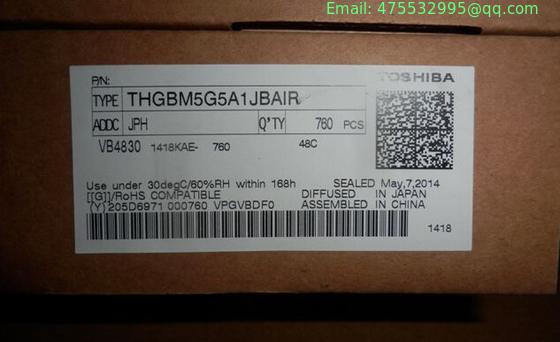 Email: 475532995@qq.com
P/N:
TOSHIBA
TYPE THGBM5G5A1JBAIR
ADDC JPH Q'TY 760 PCS
VB4830 1418KAE- 760 48C
Use under 30degC/60%RH within 168h SEALED May,7,2014
[[G]]/RoHS COMPATIBLE DIFFUSED IN JAPAN
(Y)205D6971 000760 VPGVBDF0 ASSEMBLED IN CHINA
1418